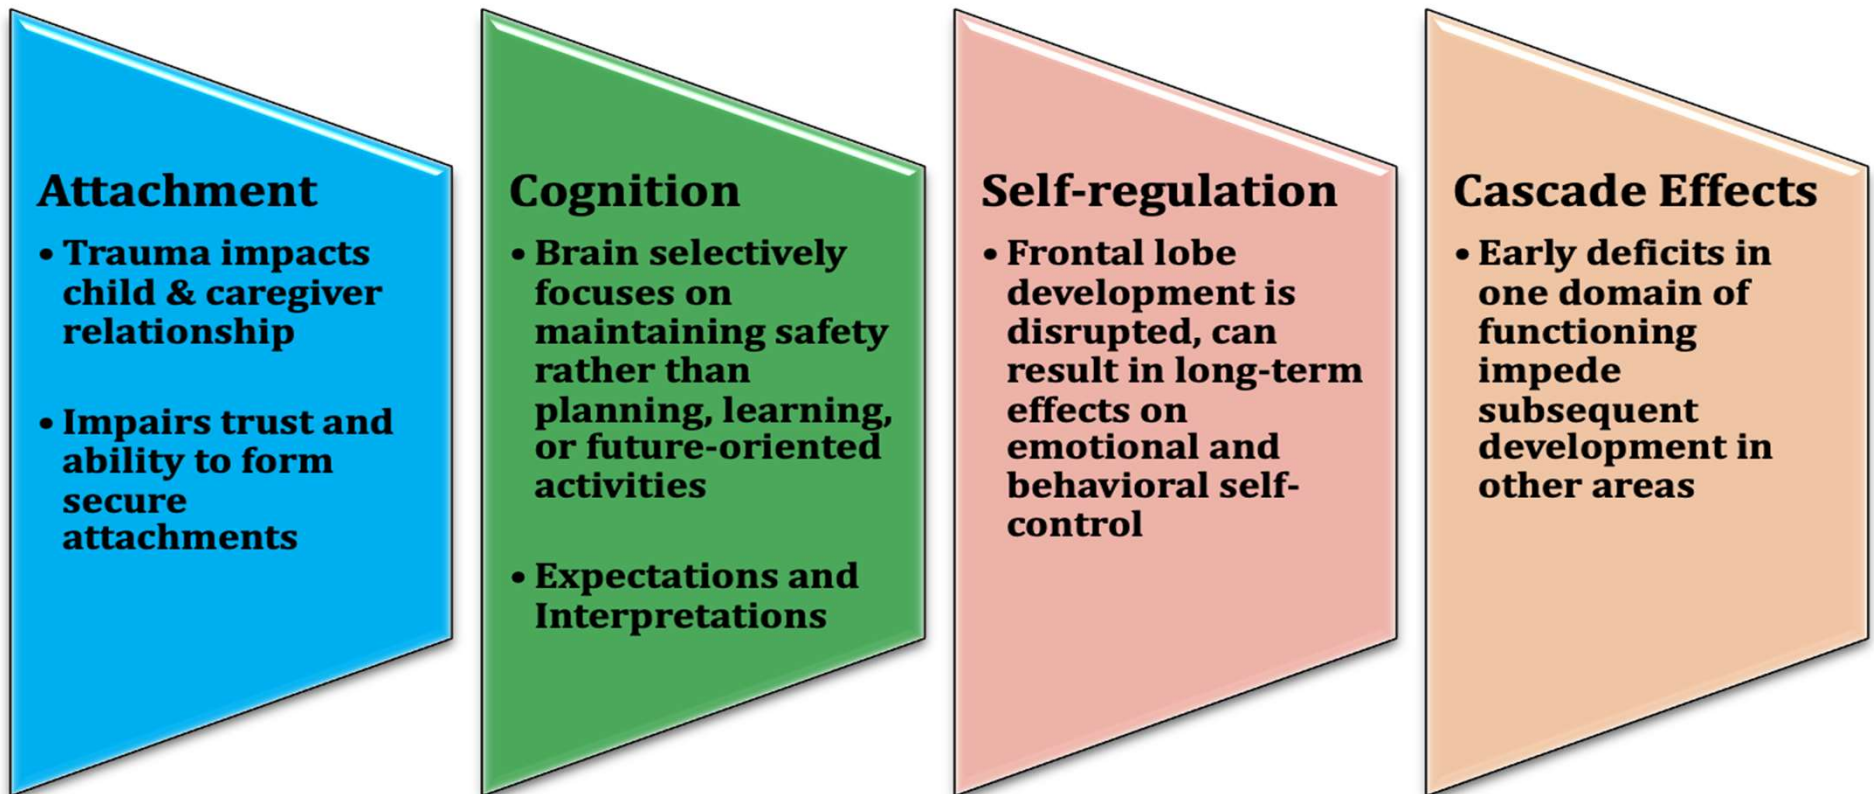 Attachment
• Trauma impacts
child & caregiver
relationship
• Impairs trust and
ability to form
secure
attachments
Cognition
• Brain selectively
focuses on
maintaining safety
rather than
planning, learning,
or future-oriented
activities
• Expectations and
Interpretations
Self-regulation
• Frontal lobe
development is
disrupted, can
result in long-term
effects on
emotional and
behavioral self-
control
Cascade Effects
• Early deficits in
one domain of
functioning
impede
subsequent
development in
other areas